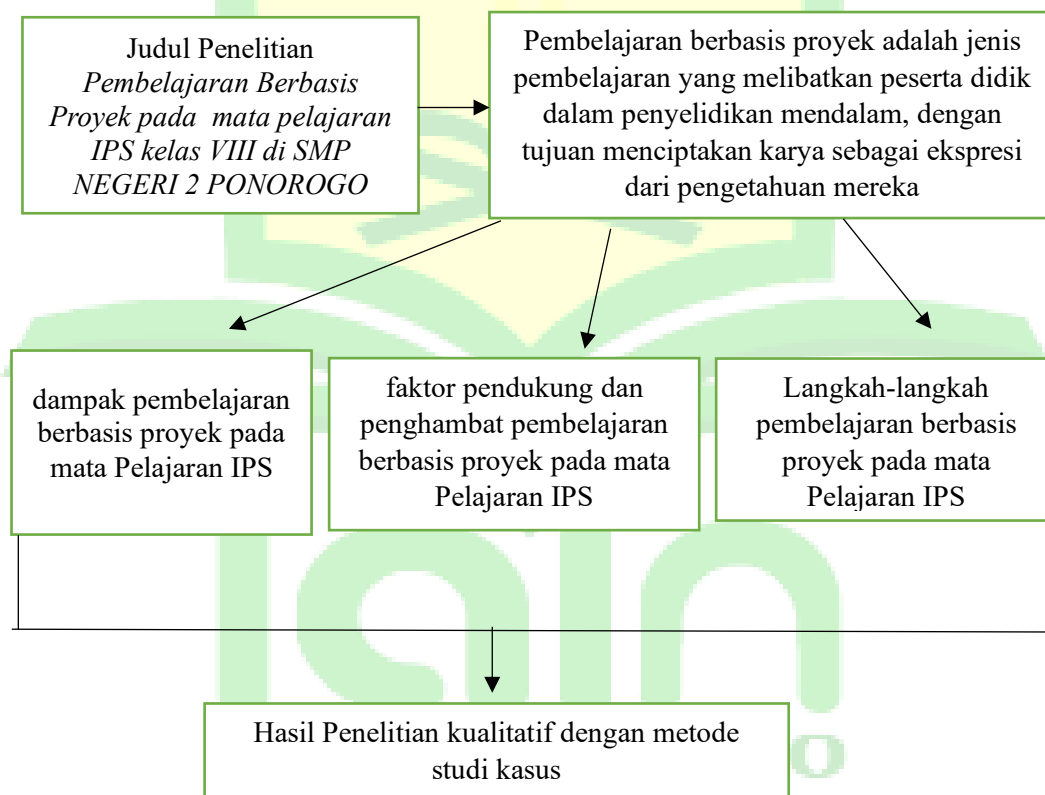 Judul Penelitian
Pembelajaran Berbasis
Proyek pada mata pelajaran
IPS kelas VIII di SMP
NEGERI 2 PONOROGO
Pembelajaran berbasis proyek adalah jenis
pembelajaran yang melibatkan peserta didik
dalam penyelidikan mendalam, dengan
tujuan menciptakan karya sebagai ekspresi
dari pengetahuan mereka
dampak pembelajaran
berbasis proyek pada
mata Pelajaran IPS
faktor pendukung dan
penghambat pembelajaran
berbasis proyek pada mata
Pelajaran IPS
Langkah-langkah
pembelajaran berbasis
proyek pada mata
Pelajaran IPS
Hasil Penelitian kualitatif dengan metode
studi kasus